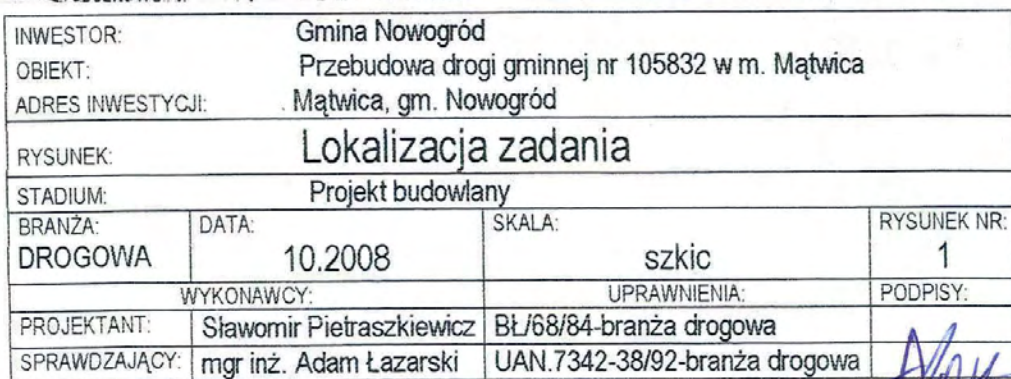 INWESTOR: Gmina Nowogród
OBIEKT: Przebudowa drogi gminnej nr 105832 w m. Mątwica
ADRES INWESTYCJI: Mątwica, gm. Nowogród
RYSUNEK: Lokalizacja zadania
STADIUM: Projekt budowlany
BRANŻA: DATA: SKALA: RYSUNEK NR:
DROGOWA 10.2008 szkic 1
WYKONAWCY: UPRAWNIENIA: PODPISY:
PROJEKTANT: Sławomir Pietraszkiewicz BŁ/68/84-branża drogowa
SPRAWDZAJĄCY: mgr inż. Adam Łazarski UAN.7342-38/92-branża drogowa